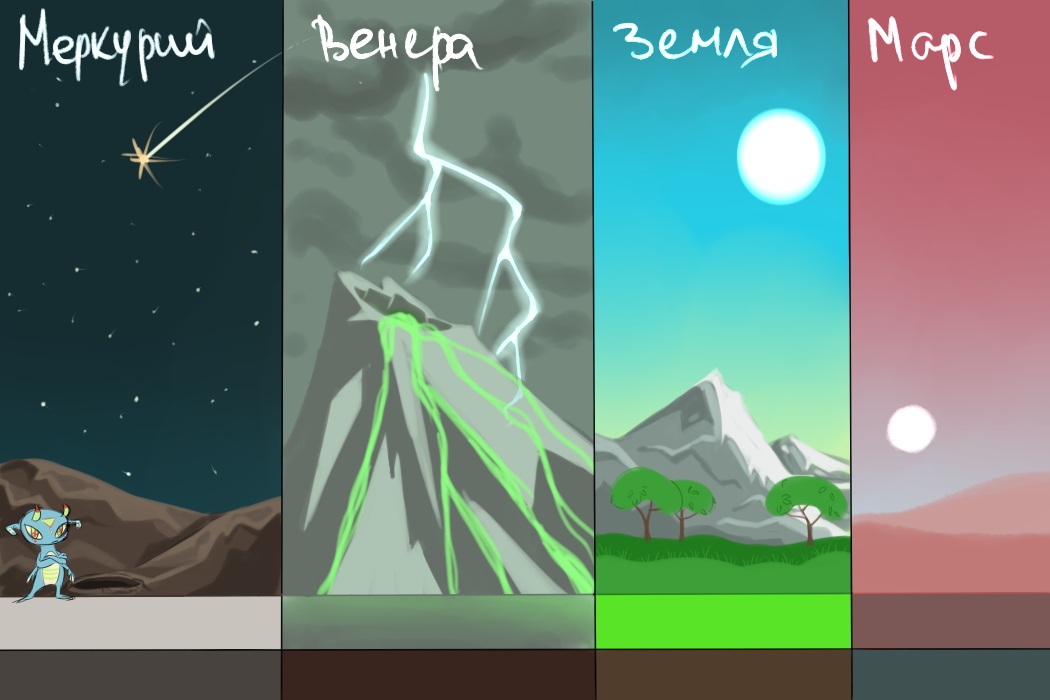 Меркурий
Венера
Земля
Марс